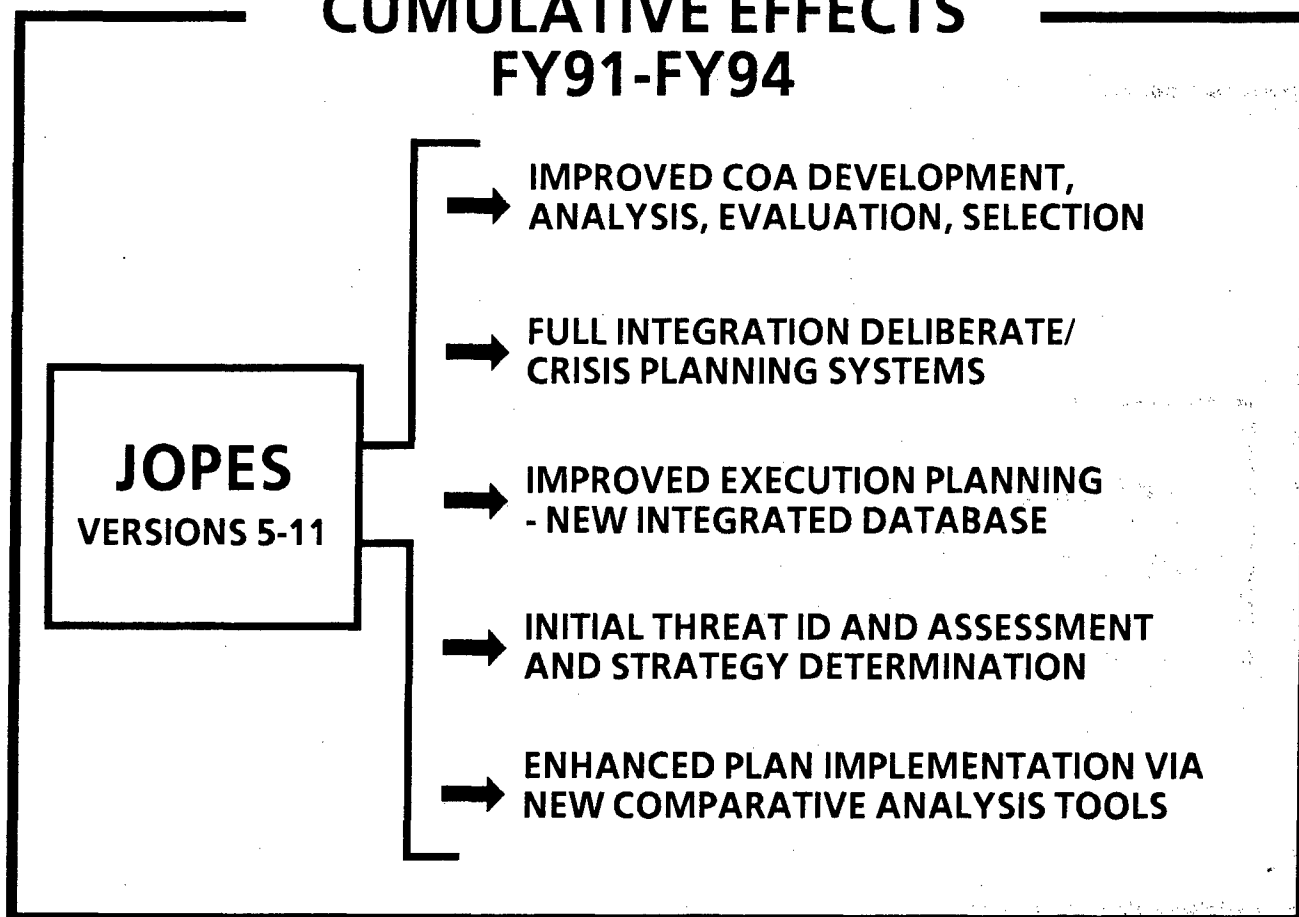 CUMULATIVE EFFECTS
FY91-FY94
JOPES
VERSIONS 5-11
IMPROVED COA DEVELOPMENT,
ANALYSIS, EVALUATION, SELECTION
FULL INTEGRATION DELIBERATE/
CRISIS PLANNING SYSTEMS
IMPROVED EXECUTION PLANNING
- NEW INTEGRATED DATABASE
INITIAL THREAT ID AND ASSESSMENT
AND STRATEGY DETERMINATION
ENHANCED PLAN IMPLEMENTATION VIA
NEW COMPARATIVE ANALYSIS TOOLS